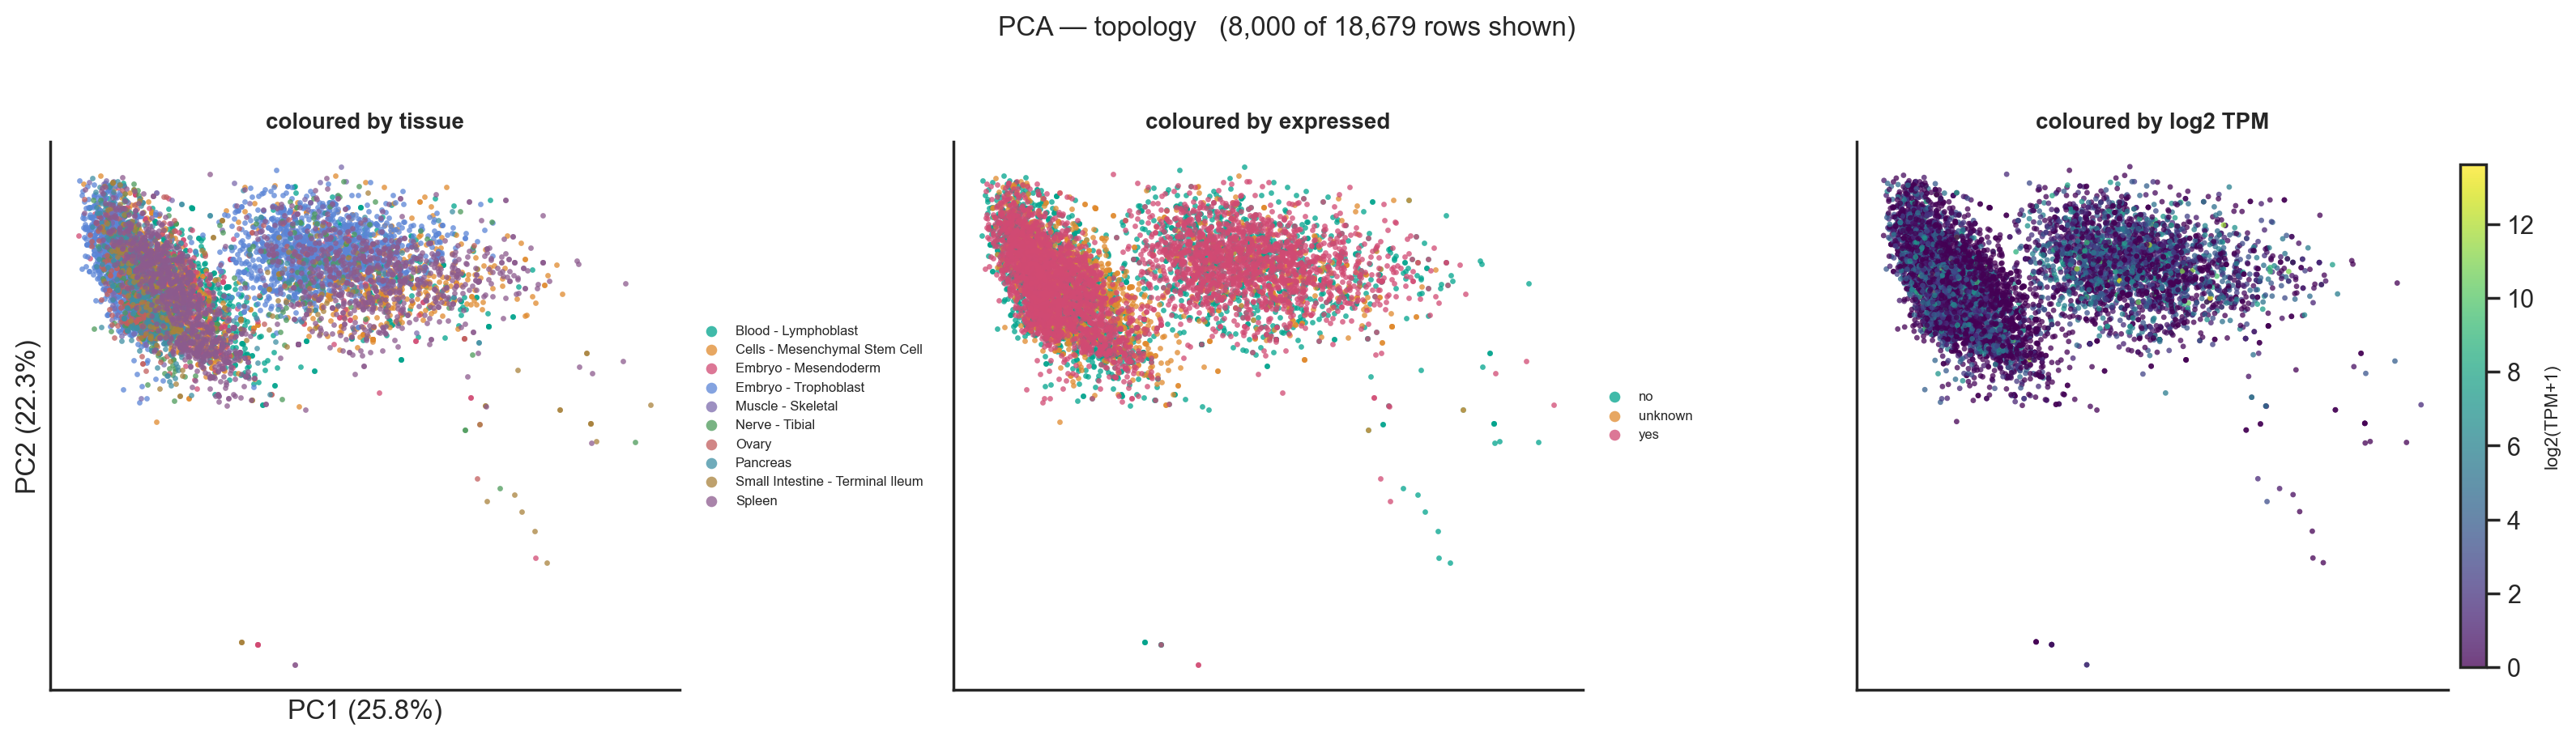 PCA — topology   (8,000 of 18,679 rows shown)
coloured by tissue
PC2 (22.3%)
PC1 (25.8%)
Blood - Lymphoblast
Cells - Mesenchymal Stem Cell
Embryo - Mesendoderm
Embryo - Trophoblast
Muscle - Skeletal
Nerve - Tibial
Ovary
Pancreas
Small Intestine - Terminal Ileum
Spleen
coloured by expressed
no
unknown
yes
coloured by log2 TPM
12
10
8
6
4
2
0
log2(TPM+1)